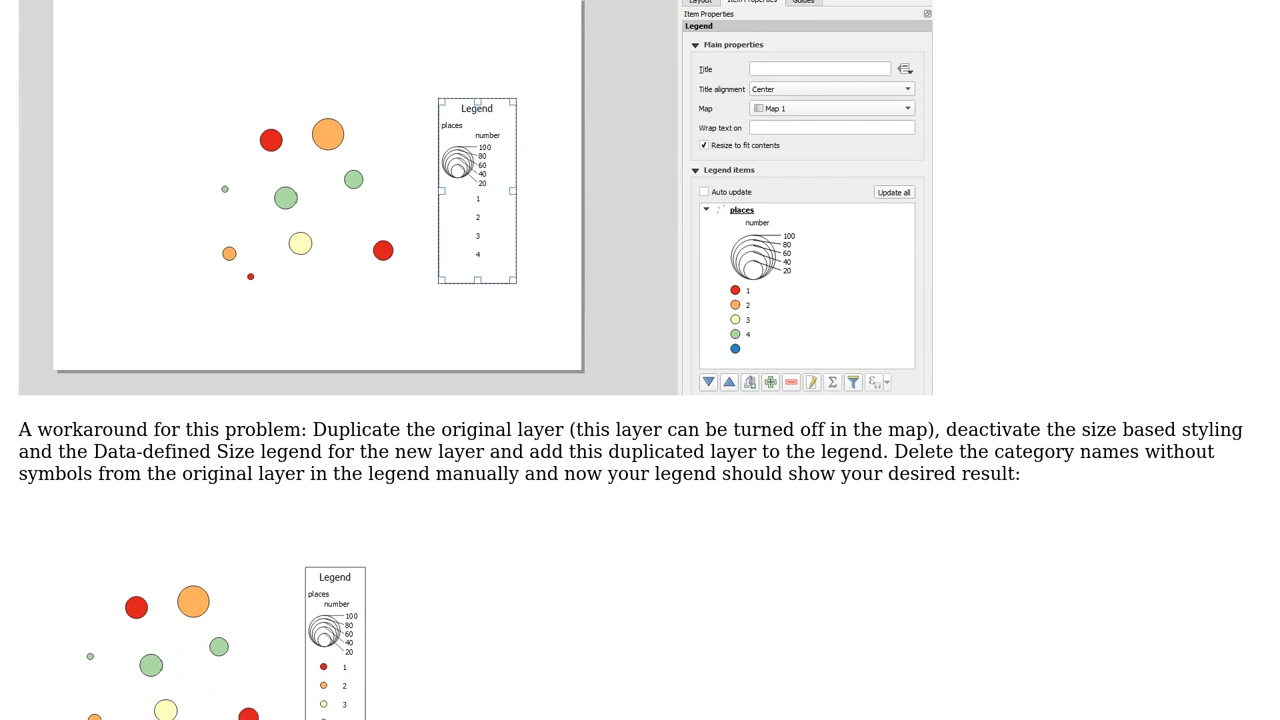 Layout Item Properties Guides
Item Properties
Legend
Main properties
Title
Title alignment Center
Map Map 1
Wrap text on
Resize to fit contents
Legend items
Auto update Update all
places
number
100
80
60
40
20
1
2
3
4
Legend
places
number
100
80
60
40
20
1
2
3
4
A workaround for this problem: Duplicate the original layer (this layer can be turned off in the map), deactivate the size based styling
and the Data-defined Size legend for the new layer and add this duplicated layer to the legend. Delete the category names without
symbols from the original layer in the legend manually and now your legend should show your desired result:
Legend
places
number
100
80
60
40
20
1
2
3